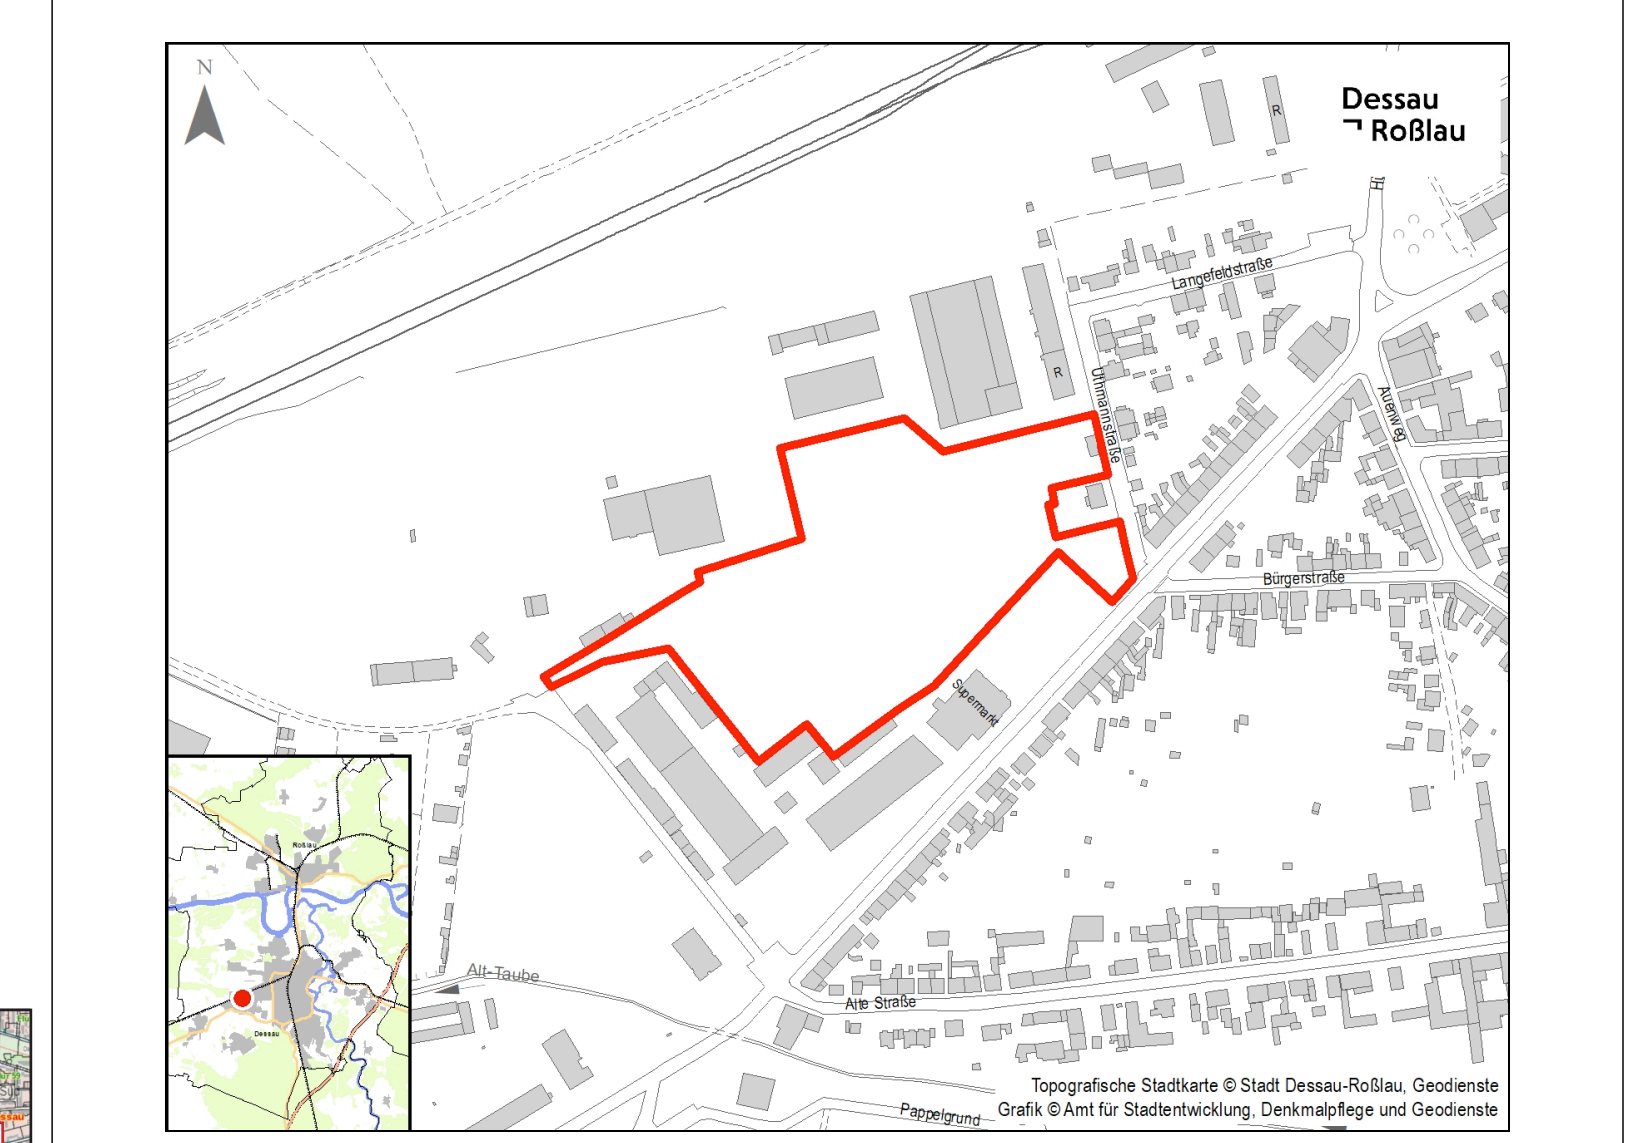 N
Dessau
Roßlau
R
Langefeldstraße
R
Uthmannstraße
Auenweg
Bürgerstraße
Supermarkt
Roßlau
Dessau
Alt-Taube
Alte Straße
Pappelgrund
Topografische Stadtkarte © Stadt Dessau-Roßlau, Geodienste
Grafik © Amt für Stadtentwicklung, Denkmalpflege und Geodienste